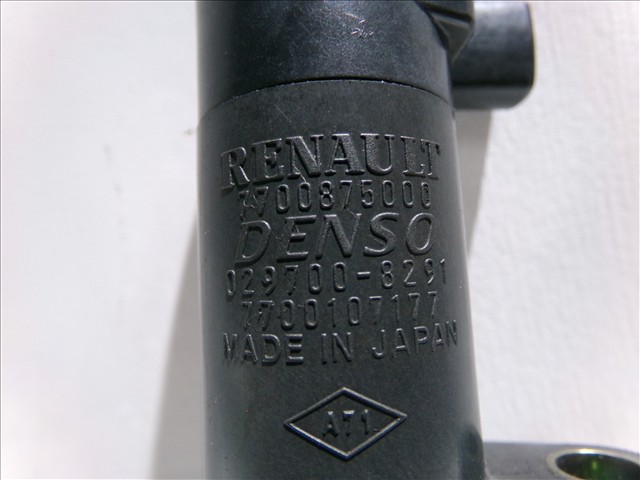 RENAULT
7700875000
DENSO
029700-8291
7700107177
MADE IN JAPAN
A71